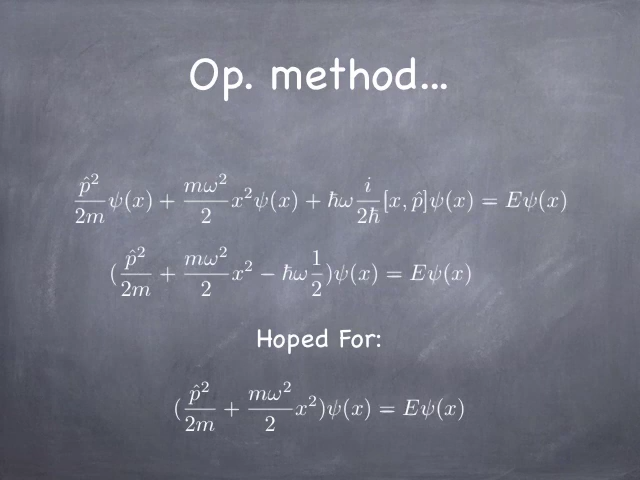 Op. method...
\frac{\hat{p}^2}{2m}\psi(x) + \frac{m\omega^2}{2}x^2\psi(x) + \hbar\omega\frac{i}{2\hbar}[x,\hat{p}]\psi(x) = E\psi(x)
(\frac{\hat{p}^2}{2m} + \frac{m\omega^2}{2}x^2 - \hbar\omega\frac{1}{2})\psi(x) = E\psi(x)
Hoped For:
(\frac{\hat{p}^2}{2m} + \frac{m\omega^2}{2}x^2)\psi(x) = E\psi(x)